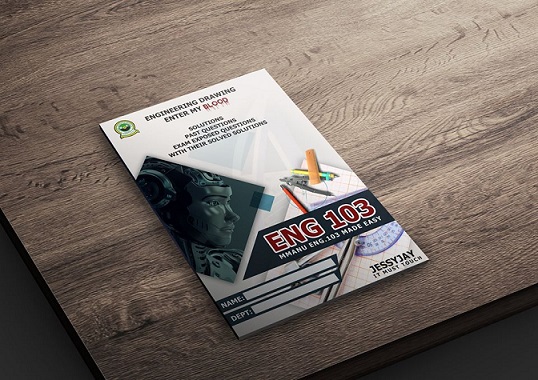 ENGINEERING DRAWING
ENTER MY BLOOD
SOLUTIONS
PAST QUESTIONS
EXAM EXPOSED QUESTIONS
WITH THEIR SOLVED SOLUTIONS
ENG 103
MMANU ENG.103 MADE EASY
JESSYJAY
IT MUST TOUCH
NAME:
DEPT: